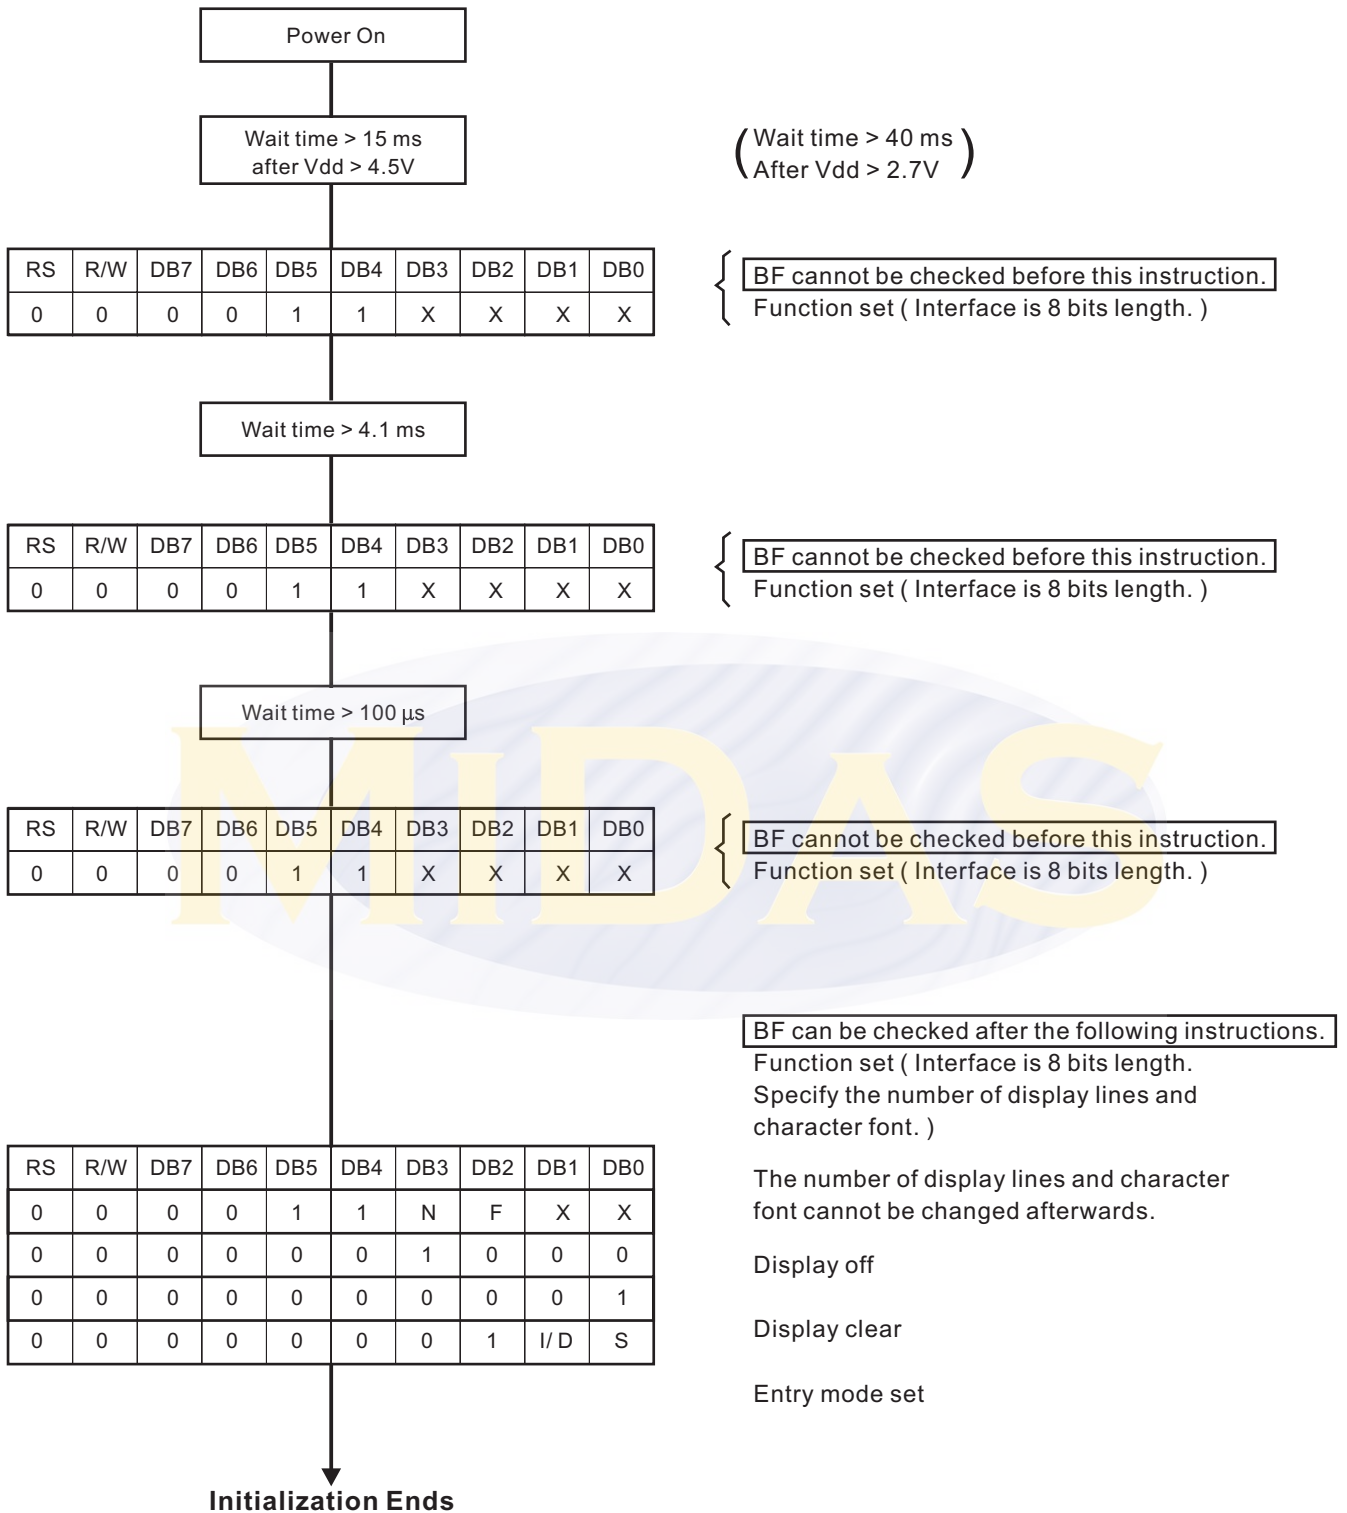 Power On
Wait time > 15 ms
after Vdd > 4.5V
(Wait time > 40 ms
After Vdd > 2.7V)
RS R/W DB7 DB6 DB5 DB4 DB3 DB2 DB1 DB0
0 0 0 0 1 1 X X X X
BF cannot be checked before this instruction.
Function set ( Interface is 8 bits length. )
Wait time > 4.1 ms
RS R/W DB7 DB6 DB5 DB4 DB3 DB2 DB1 DB0
0 0 0 0 1 1 X X X X
BF cannot be checked before this instruction.
Function set ( Interface is 8 bits length. )
Wait time > 100 µs
MIDAS
RS R/W DB7 DB6 DB5 DB4 DB3 DB2 DB1 DB0
0 0 0 0 1 1 X X X X
BF cannot be checked before this instruction.
Function set ( Interface is 8 bits length. )
BF can be checked after the following instructions.
Function set ( Interface is 8 bits length.
Specify the number of display lines and
character font. )
RS R/W DB7 DB6 DB5 DB4 DB3 DB2 DB1 DB0
0 0 0 0 1 1 N F X X
0 0 0 0 0 0 1 0 0 0
0 0 0 0 0 0 0 0 0 1
0 0 0 0 0 0 0 1 I/ D S
The number of display lines and character
font cannot be changed afterwards.
Display off
Display clear
Entry mode set
Initialization Ends